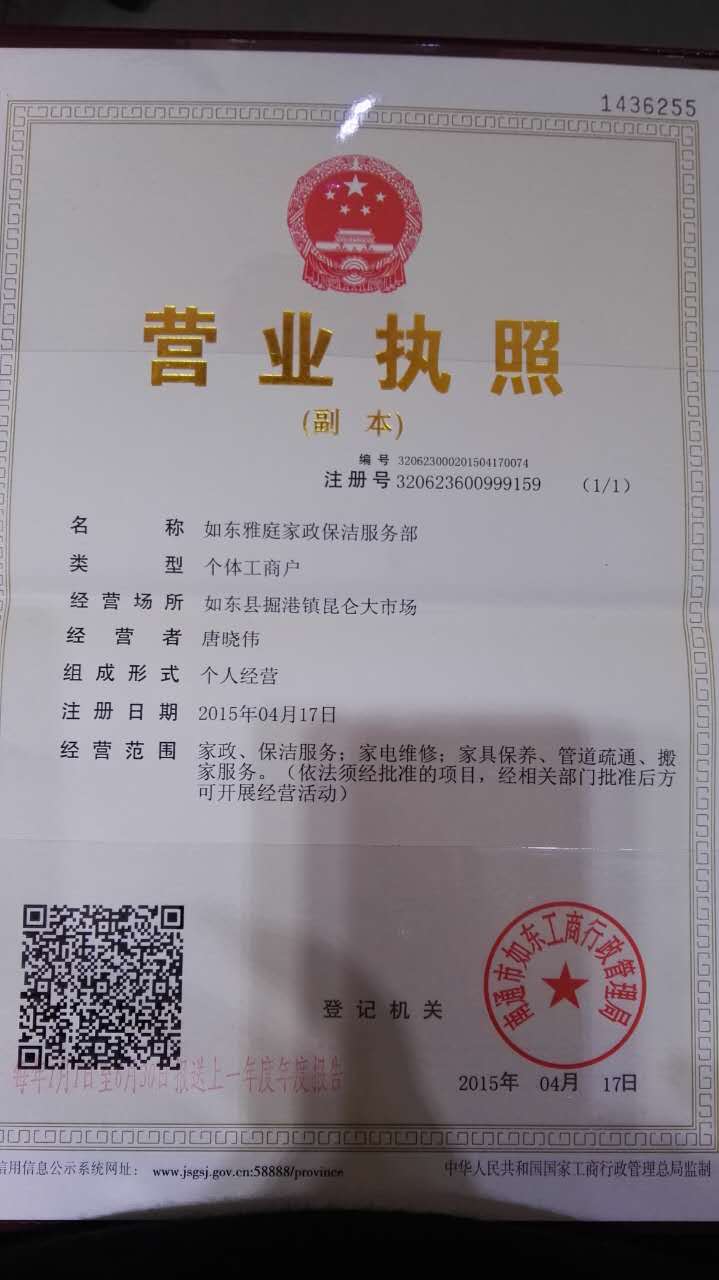 1436255
营业执照
(副 本)
编 号 320623000201504170074
注册号 320623600999159 (1/1)
名 称 如东雅庭家政保洁服务部
类 型 个体工商户
经营场所 如东县掘港镇昆仑大市场
经 营 者 唐晓伟
组成形式 个人经营
注册日期 2015年04月17日
经营范围 家政、保洁服务；家电维修；家具保养、管道疏通、搬
家服务。（依法须经批准的项目，经相关部门批准后方
可开展经营活动）
南通市如东工商行政管理局
登记机关
每年1月1日至6月30日报送上一年度年度报告
2015年 04月 17日
信用信息公示系统网址： www.jsgsj.gov.cn:58888/province
中华人民共和国国家工商行政管理总局监制